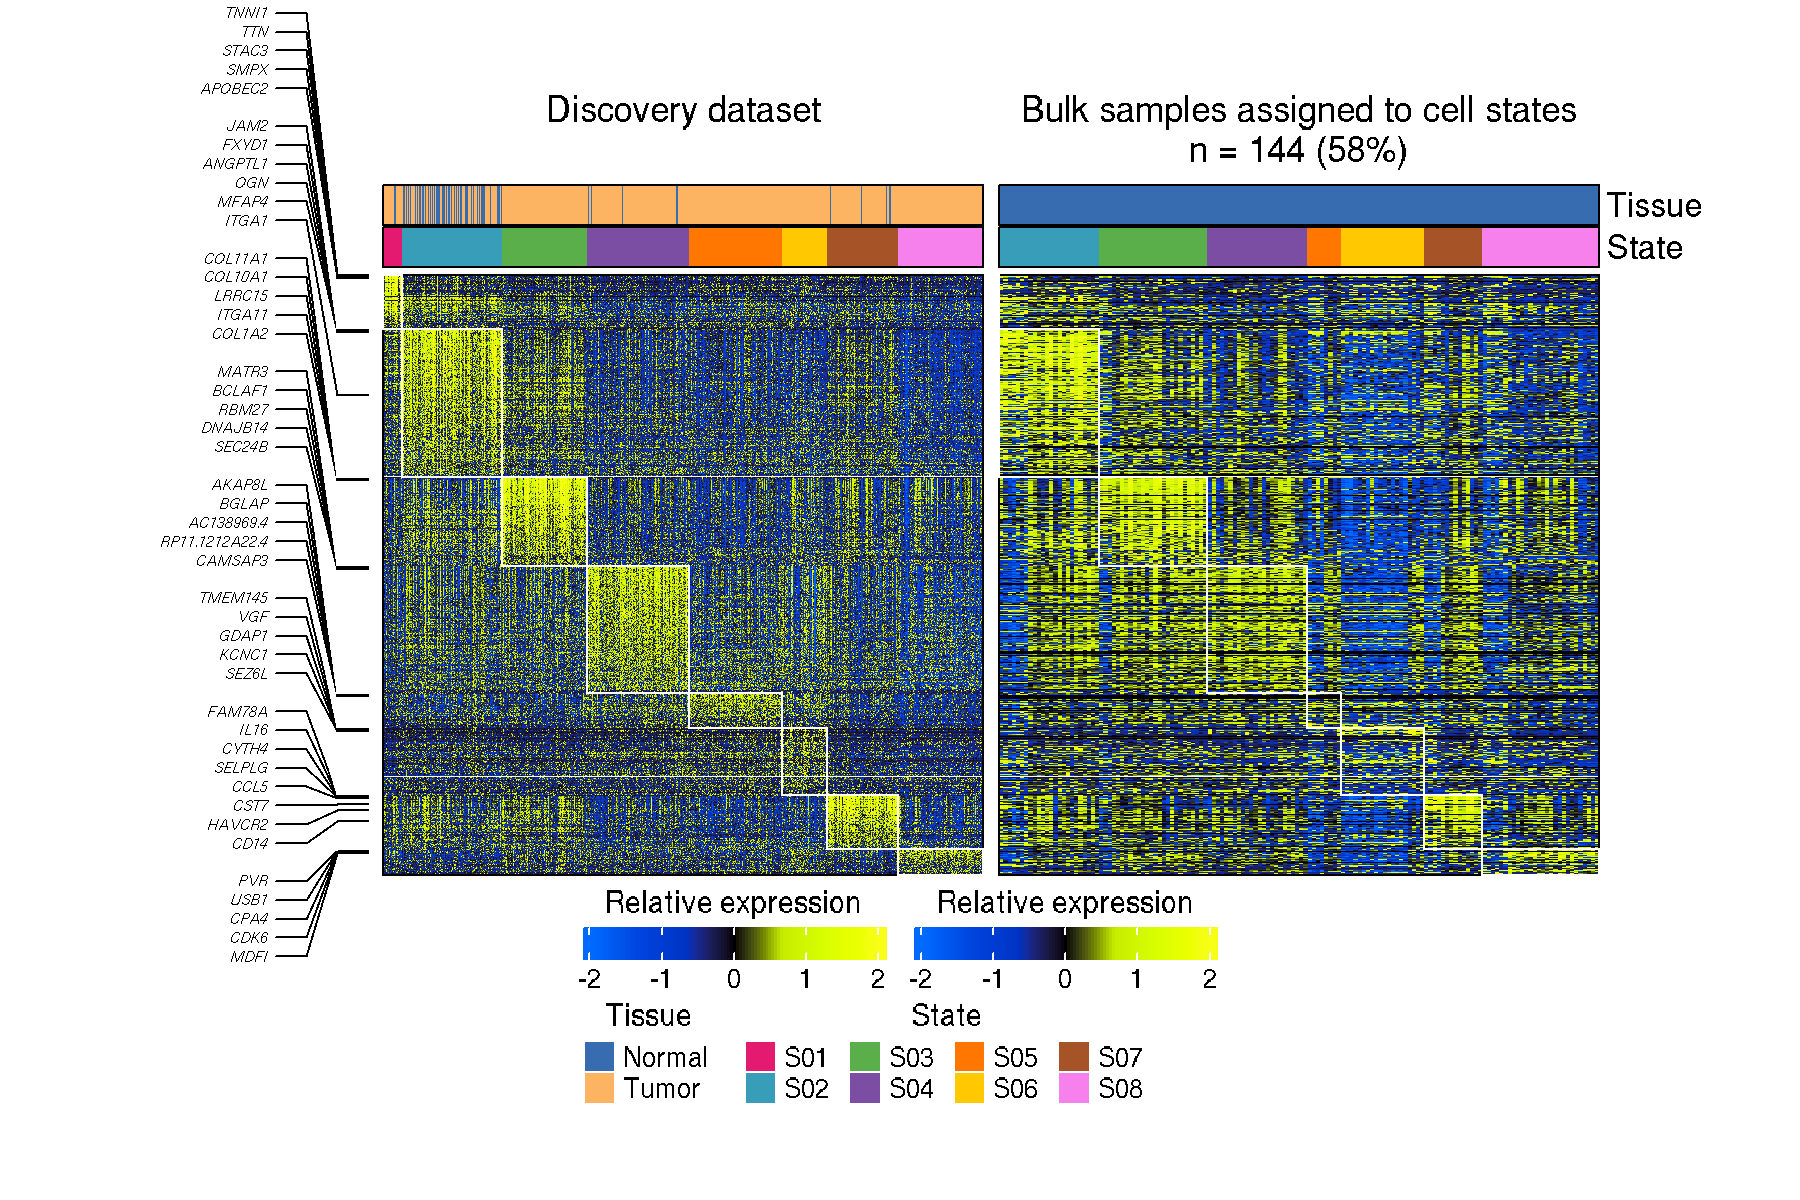 TNNI1
TTN
STAC3
SMPX
APOBEC2
JAM2
FXYD1
ANGPTL1
OGN
MFAP4
ITGA1
COL11A1
COL10A1
LRRC15
ITGA11
COL1A2
MATR3
BCLAF1
RBM27
DNAJB14
SEC24B
AKAP8L
BGLAP
AC138969.4
RP11.1212A22.4
CAMSAP3
TMEM145
VGF
GDAP1
KCNC1
SEZ6L
FAM78A
IL16
CYTH4
SELPLG
CCL5
CST7
HAVCR2
CD14
PVR
USB1
CPA4
CDK6
MDFI
Discovery dataset
Bulk samples assigned to cell states
n = 144 (58%)
Tissue
State
Relative expression
-2 -1 0 1 2
Relative expression
-2 -1 0 1 2
Tissue
Normal
Tumor
State
S01 S03 S05 S07
S02 S04 S06 S08